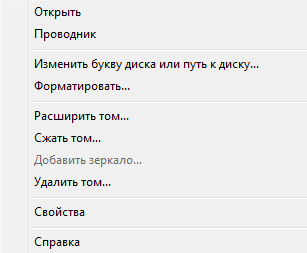 Открыть
Проводник
Изменить букву диска или путь к диску...
Форматировать...
Расширить том...
Сжать том...
Добавить зеркало...
Удалить том...
Свойства
Справка